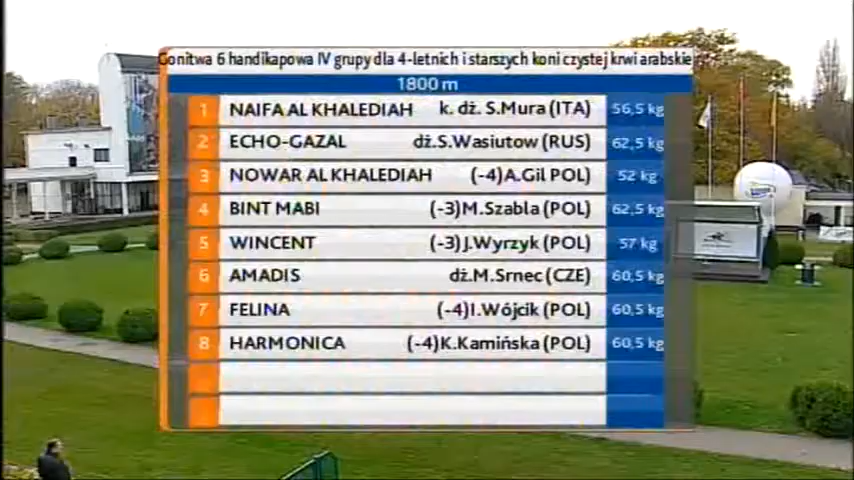 Gonitwa 6 handikapowa IV grupy dla 4-letnich i starszych koni czystej krwi arabskie
1800 m
1 NAIFA AL KHALEDIAH k. dż. S.Mura (ITA) 56,5 kg
2 ECHO-GAZAL dż.S.Wasiutow (RUS) 62,5 kg
3 NOWAR AL KHALEDIAH (-4)A.Gil POL) 52 kg
4 BINT MABI (-3)M.Szabla (POL) 62,5 kg
5 WINCENT (-3)J.Wyrzyk (POL) 57 kg
6 AMADIS dż.M.Srnec (CZE) 60,5 kg
7 FELINA (-4)I.Wójcik (POL) 60,5 kg
8 HARMONICA (-4)K.Kamińska (POL) 60,5 kg